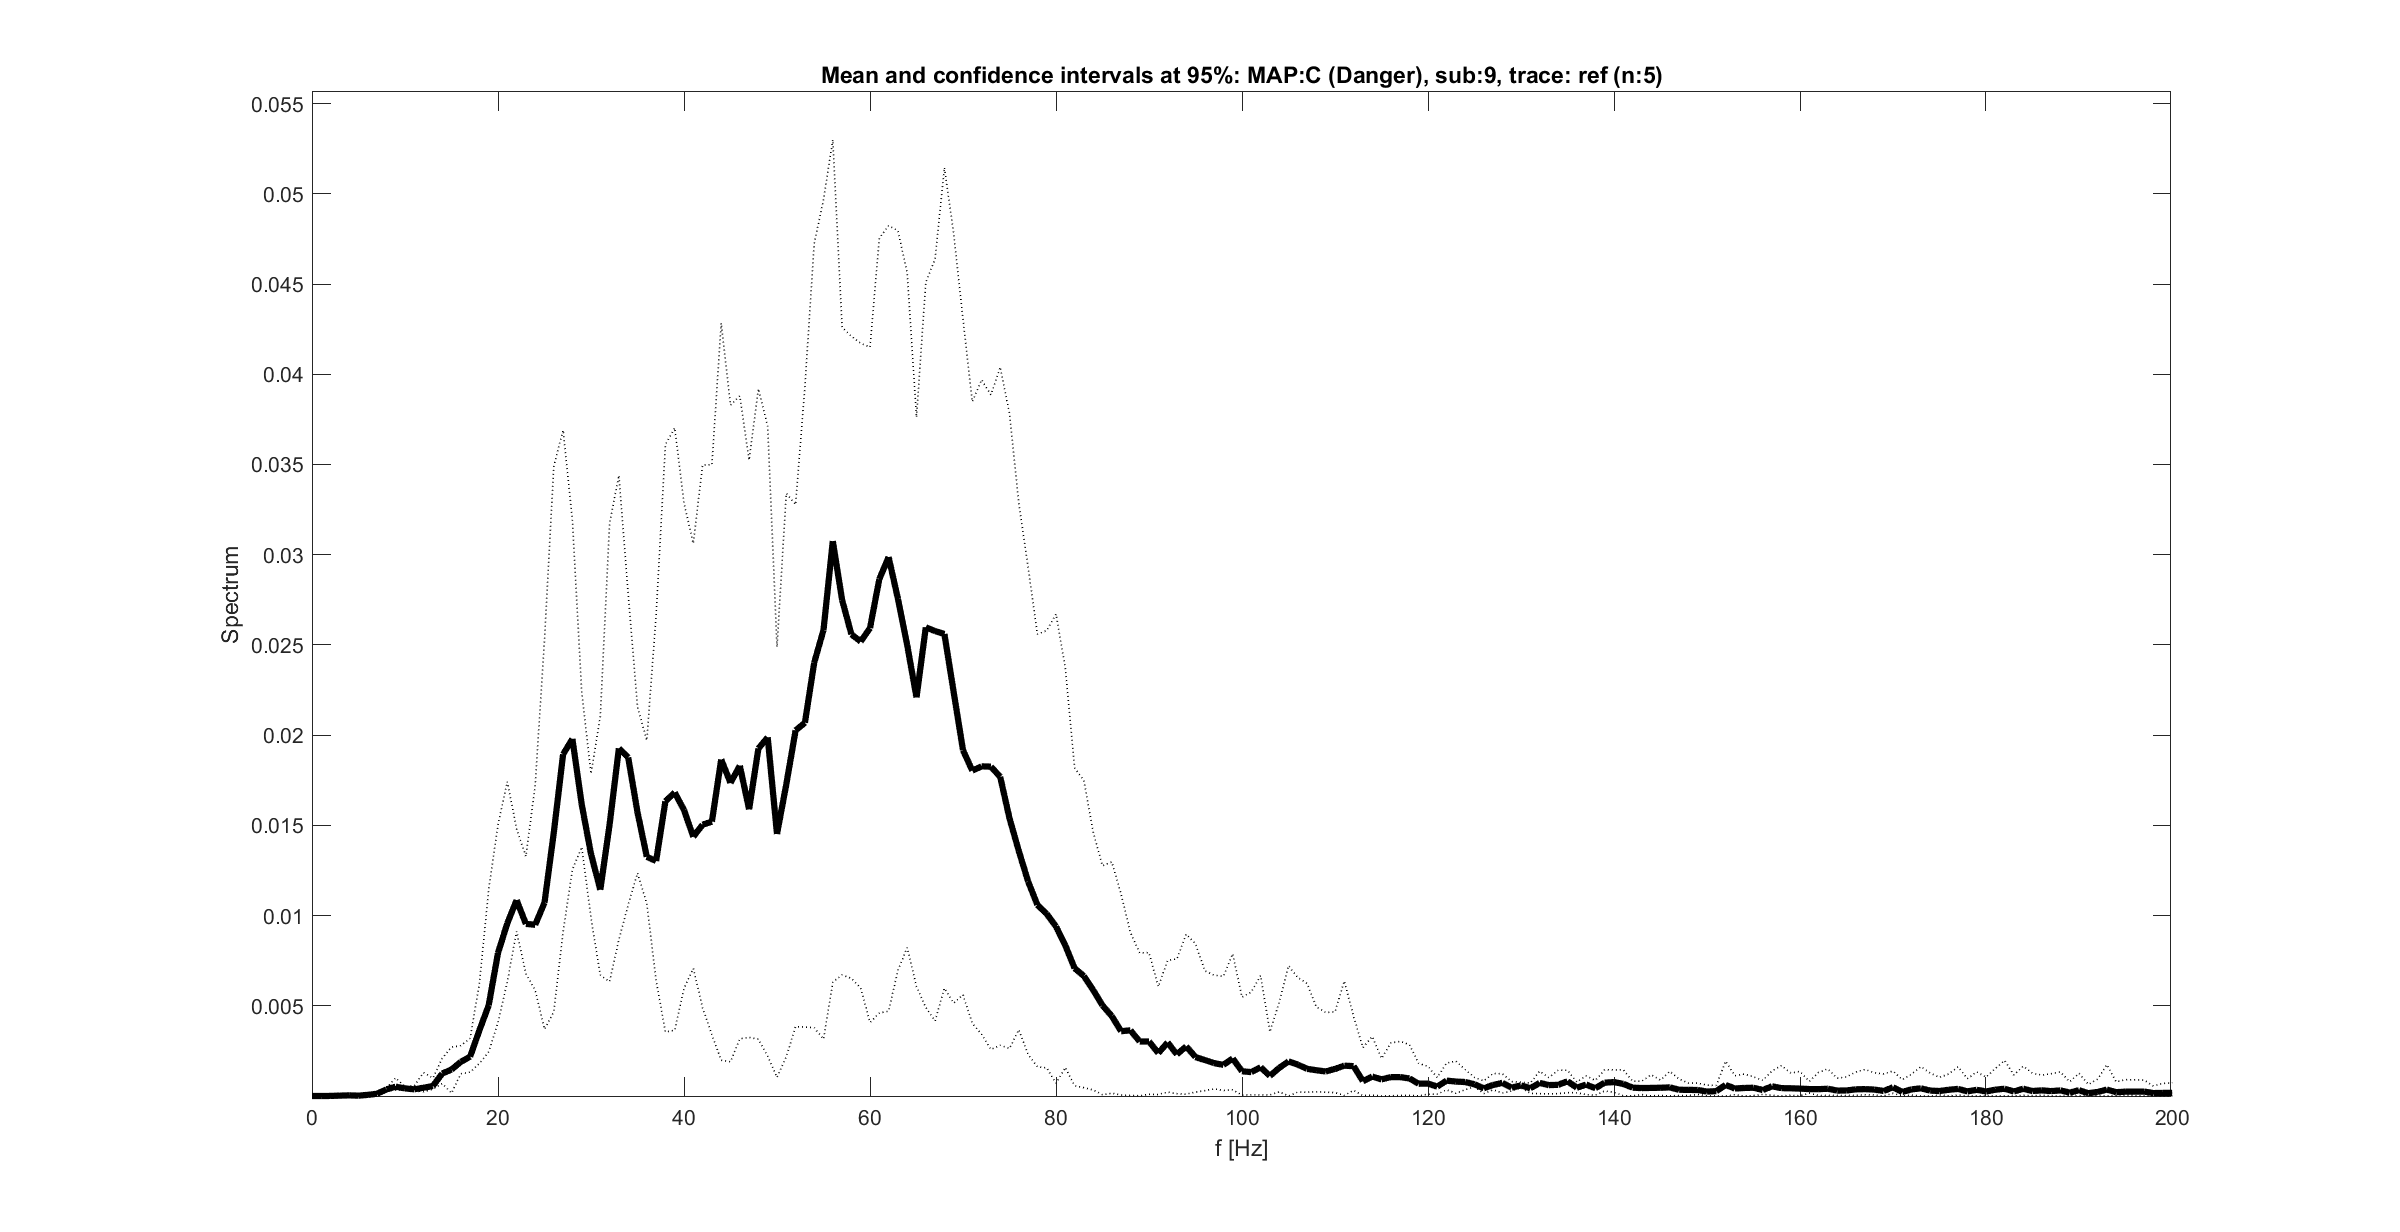 Mean and confidence intervals at 95%: MAP:C (Danger), sub:9, trace: ref (n:5)
0.055
0.05
0.045
0.04
0.035
0.03
0.025
0.02
0.015
0.01
0.005
Spectrum
0 20 40 60 80 100 120 140 160 180 200
f [Hz]